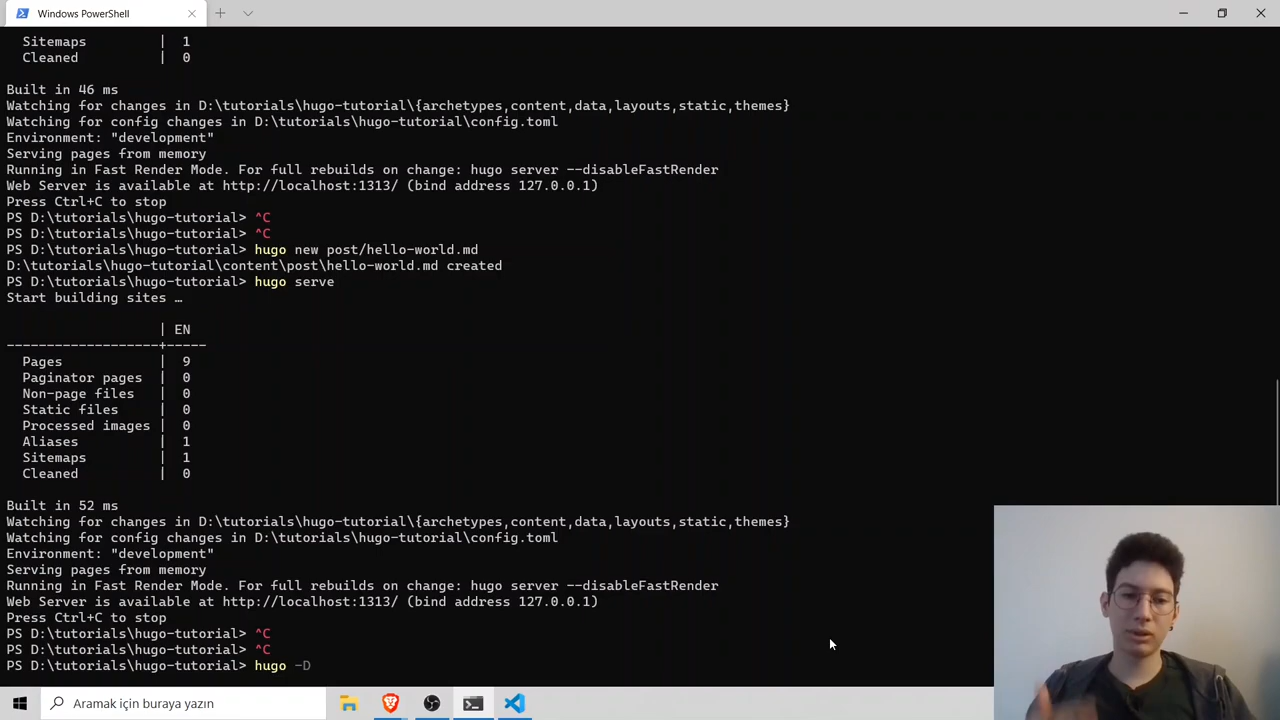 Windows PowerShell
Sitemaps | 1
Cleaned | 0
Built in 46 ms
Watching for changes in D:\tutorials\hugo-tutorial\{archetypes,content,data,layouts,static,themes}
Watching for config changes in D:\tutorials\hugo-tutorial\config.toml
Environment: "development"
Serving pages from memory
Running in Fast Render Mode. For full rebuilds on change: hugo server --disableFastRender
Web Server is available at http://localhost:1313/ (bind address 127.0.0.1)
Press Ctrl+C to stop
PS D:\tutorials\hugo-tutorial> ^C
PS D:\tutorials\hugo-tutorial> ^C
PS D:\tutorials\hugo-tutorial> hugo new post/hello-world.md
D:\tutorials\hugo-tutorial\content\post\hello-world.md created
PS D:\tutorials\hugo-tutorial> hugo serve
Start building sites …
| EN
-------------------+-----
Pages | 9
Paginator pages | 0
Non-page files | 0
Static files | 0
Processed images | 0
Aliases | 1
Sitemaps | 1
Cleaned | 0
Built in 52 ms
Watching for changes in D:\tutorials\hugo-tutorial\{archetypes,content,data,layouts,static,themes}
Watching for config changes in D:\tutorials\hugo-tutorial\config.toml
Environment: "development"
Serving pages from memory
Running in Fast Render Mode. For full rebuilds on change: hugo server --disableFastRender
Web Server is available at http://localhost:1313/ (bind address 127.0.0.1)
Press Ctrl+C to stop
PS D:\tutorials\hugo-tutorial> ^C
PS D:\tutorials\hugo-tutorial> ^C
PS D:\tutorials\hugo-tutorial> hugo -D
Aramak için buraya yazın